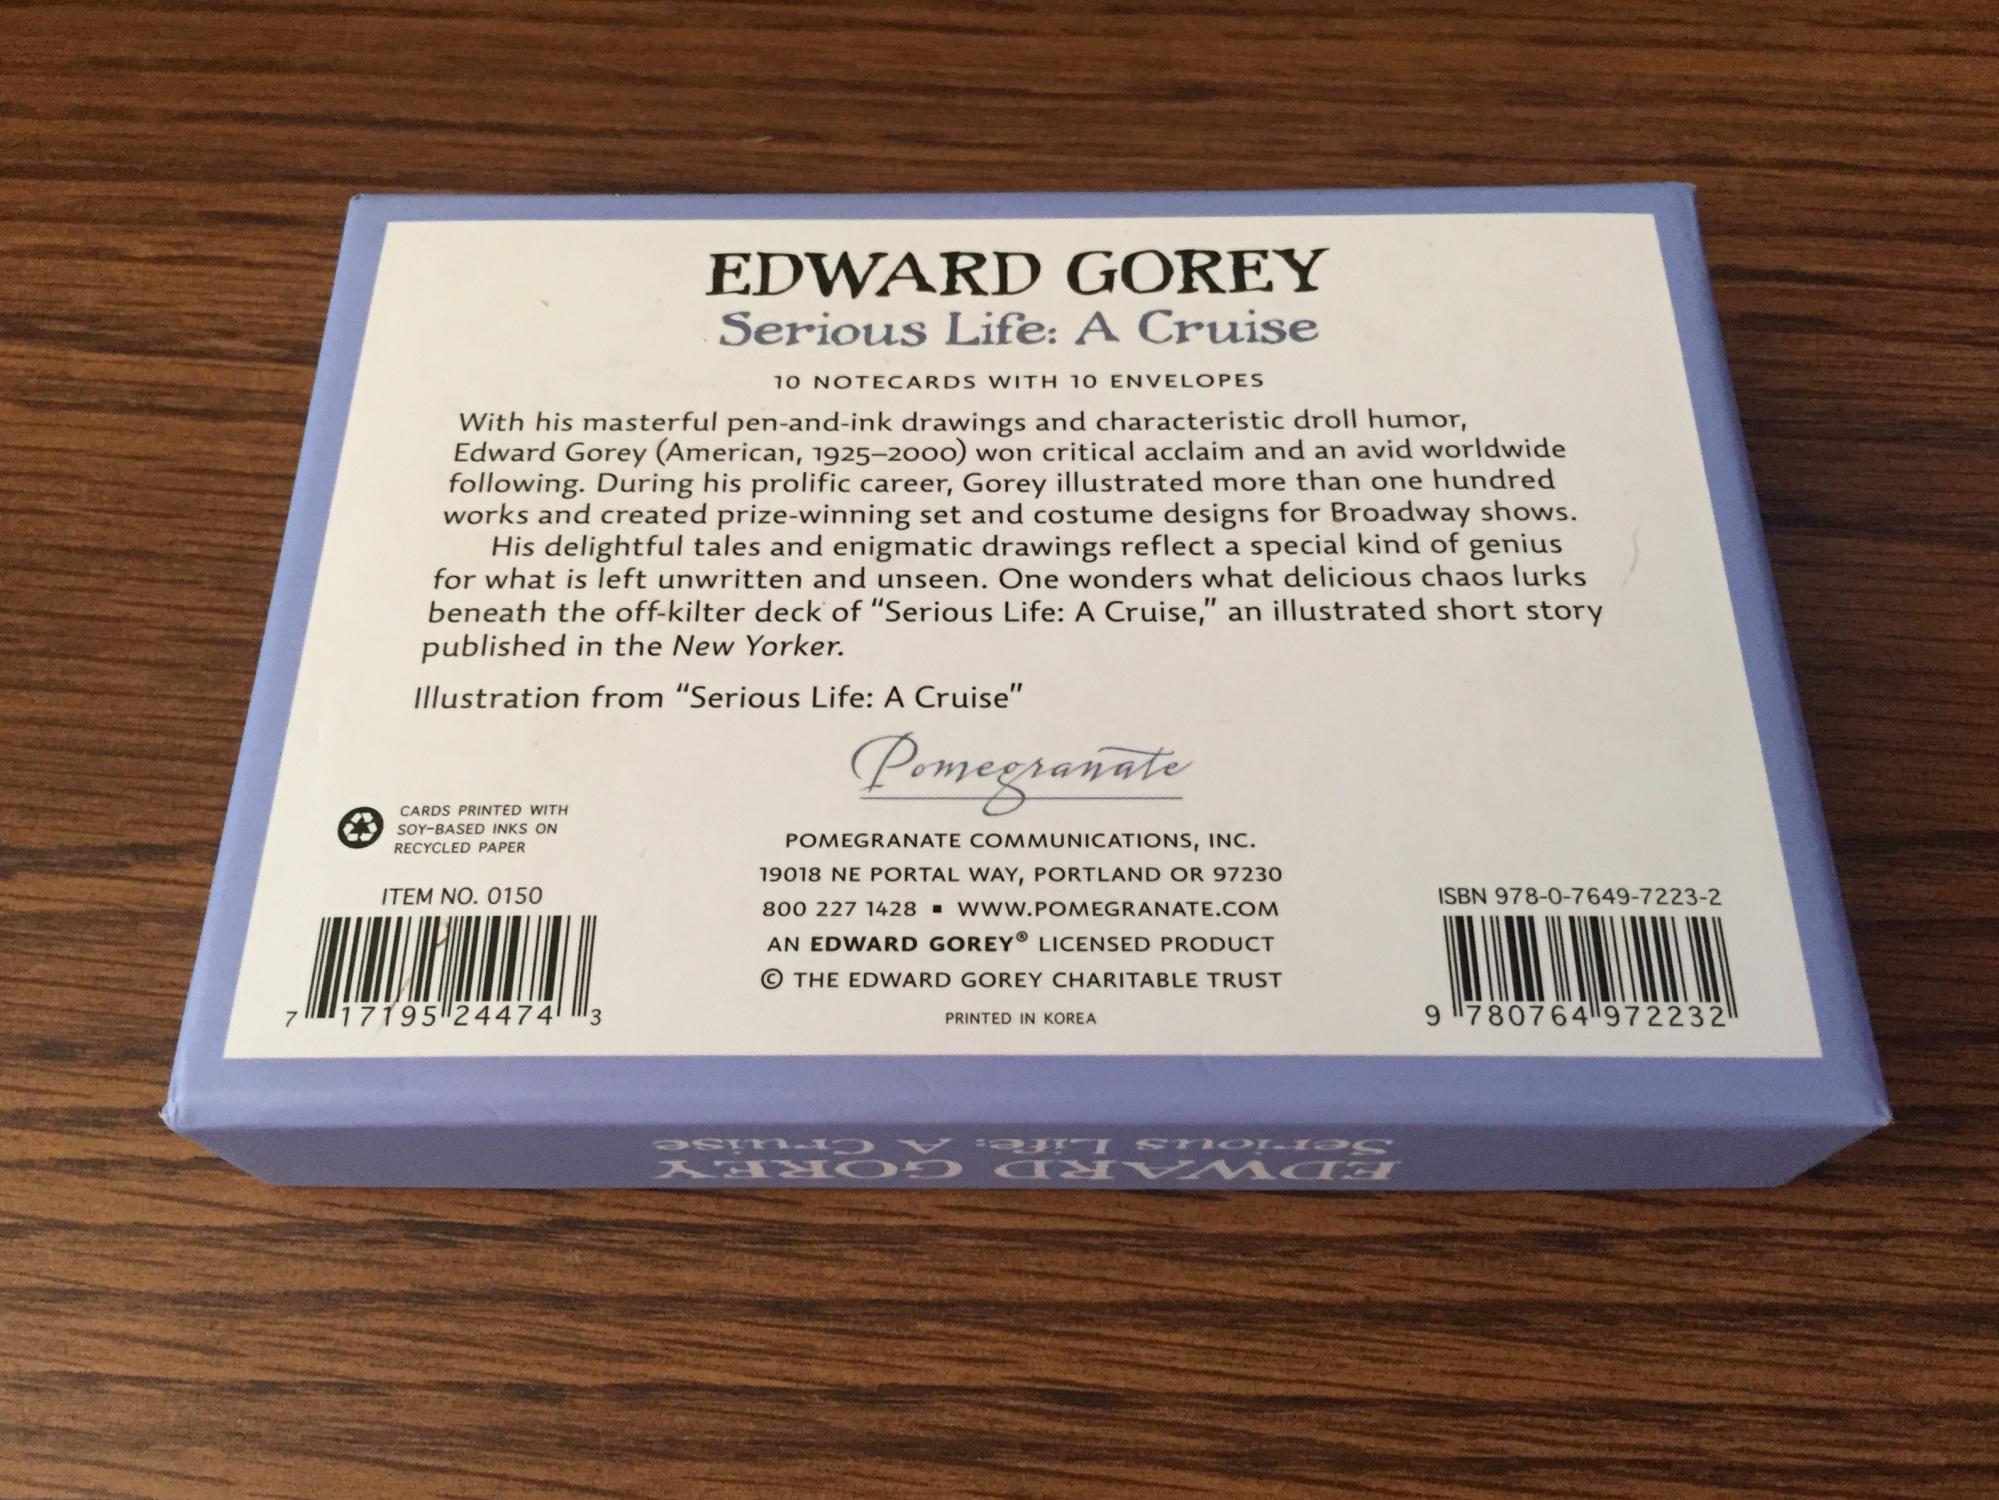 EDWARD GOREY
Serious Life: A Cruise
10 NOTECARDS WITH 10 ENVELOPES
With his masterful pen-and-ink drawings and characteristic droll humor,
Edward Gorey (American, 1925–2000) won critical acclaim and an avid worldwide
following. During his prolific career, Gorey illustrated more than one hundred
works and created prize-winning set and costume designs for Broadway shows.
His delightful tales and enigmatic drawings reflect a special kind of genius
for what is left unwritten and unseen. One wonders what delicious chaos lurks
beneath the off-kilter deck of “Serious Life: A Cruise,” an illustrated short story
published in the New Yorker.
Illustration from “Serious Life: A Cruise”
Pomegranate
CARDS PRINTED WITH
SOY-BASED INKS ON
RECYCLED PAPER
POMEGRANATE COMMUNICATIONS, INC.
19018 NE PORTAL WAY, PORTLAND OR 97230
800 227 1428 ▪ WWW.POMEGRANATE.COM
AN EDWARD GOREY® LICENSED PRODUCT
© THE EDWARD GOREY CHARITABLE TRUST
PRINTED IN KOREA
ITEM NO. 0150
7 17195 24474 3
ISBN 978-0-7649-7223-2
9 780764 972232
EDWARD GOREY
Serious Life: A Cruise